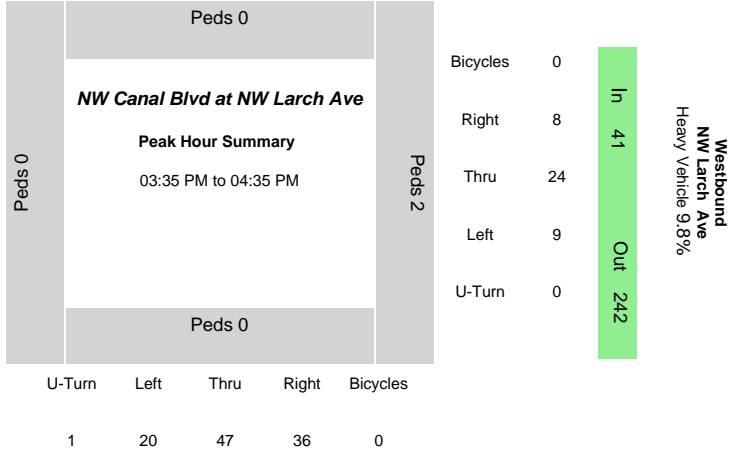 Peds 0
NW Canal Blvd at NW Larch Ave
Peak Hour Summary
03:35 PM to 04:35 PM
Peds 0
Peds 2
Peds 0
Bicycles 0
Right 8
Thru 24
Left 9
U-Turn 0
In 41
Out 242
Westbound
NW Larch Ave
Heavy Vehicle 9.8%
U-Turn Left Thru Right Bicycles
1 20 47 36 0